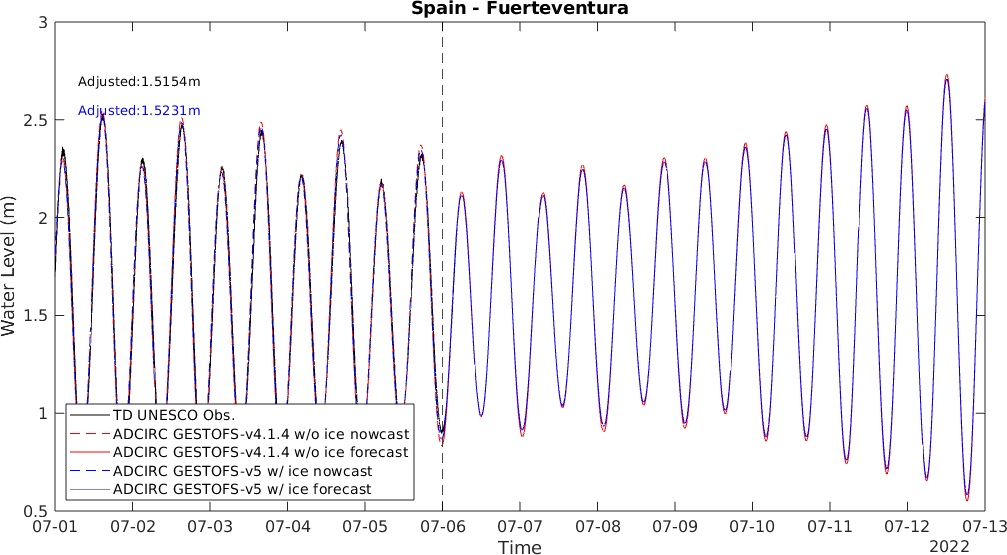 Spain - Fuerteventura
Adjusted:1.5154m
Adjusted:1.5231m
3
2.5
2
1.5
1
0.5
Water Level (m)
TD UNESCO Obs.
ADCIRC GESTOFS-v4.1.4 w/o ice nowcast
ADCIRC GESTOFS-v4.1.4 w/o ice forecast
ADCIRC GESTOFS-v5 w/ ice nowcast
ADCIRC GESTOFS-v5 w/ ice forecast
07-01 07-02 07-03 07-04 07-05 07-06 07-07 07-08 07-09 07-10 07-11 07-12 07-13
Time
2022